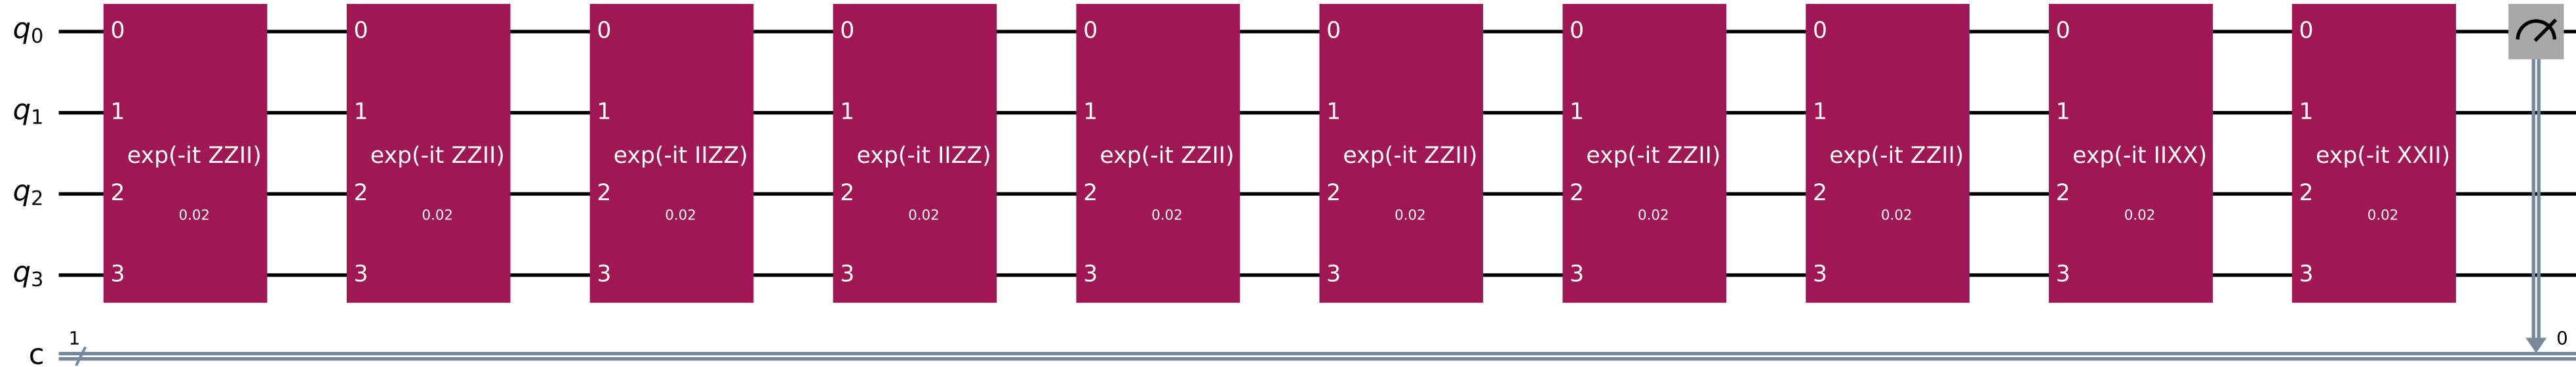 q0 0 0 0 0 0 0 0 0 0 0
q1 1 1 1 1 1 1 1 1 1 1
exp(-it ZZII) exp(-it ZZII) exp(-it IIZZ) exp(-it IIZZ) exp(-it ZZII) exp(-it ZZII) exp(-it ZZII) exp(-it ZZII) exp(-it IIXX) exp(-it XXII)
q2 2 2 2 2 2 2 2 2 2 2
0.02 0.02 0.02 0.02 0.02 0.02 0.02 0.02 0.02 0.02
q3 3 3 3 3 3 3 3 3 3 3
1 0
c